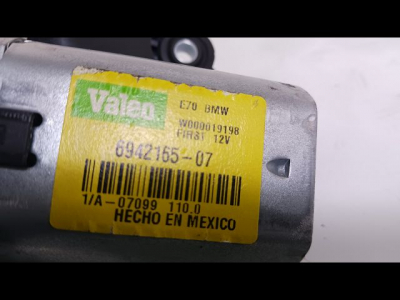 Valeo
E70 BMW
W000019198
FIRST 12V
6942165-07
1/A-07099 110.0
HECHO EN MEXICO